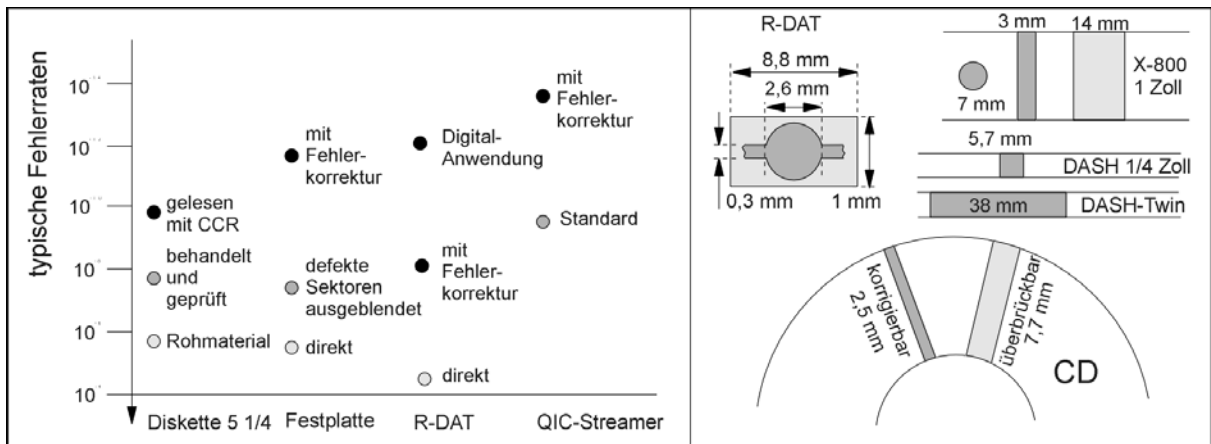 typische Fehlerraten
10
10
10
10
10
10
mit
Fehler-
korrektur
mit
Fehler-
korrektur
Digital-
Anwendung
gelesen
mit CCR
Standard
behandelt
und
geprüft
defekte
Sektoren
ausgeblendet
mit
Fehler-
korrektur
Rohmaterial
direkt
direkt
Diskette 5 1/4
Festplatte
R-DAT
QIC-Streamer
R-DAT
8,8 mm
2,6 mm
0,3 mm
1 mm
3 mm
14 mm
7 mm
X-800
1 Zoll
5,7 mm
DASH 1/4 Zoll
38 mm
DASH-Twin
korrigierbar
2,5 mm
überbrückbar
7,7 mm
CD